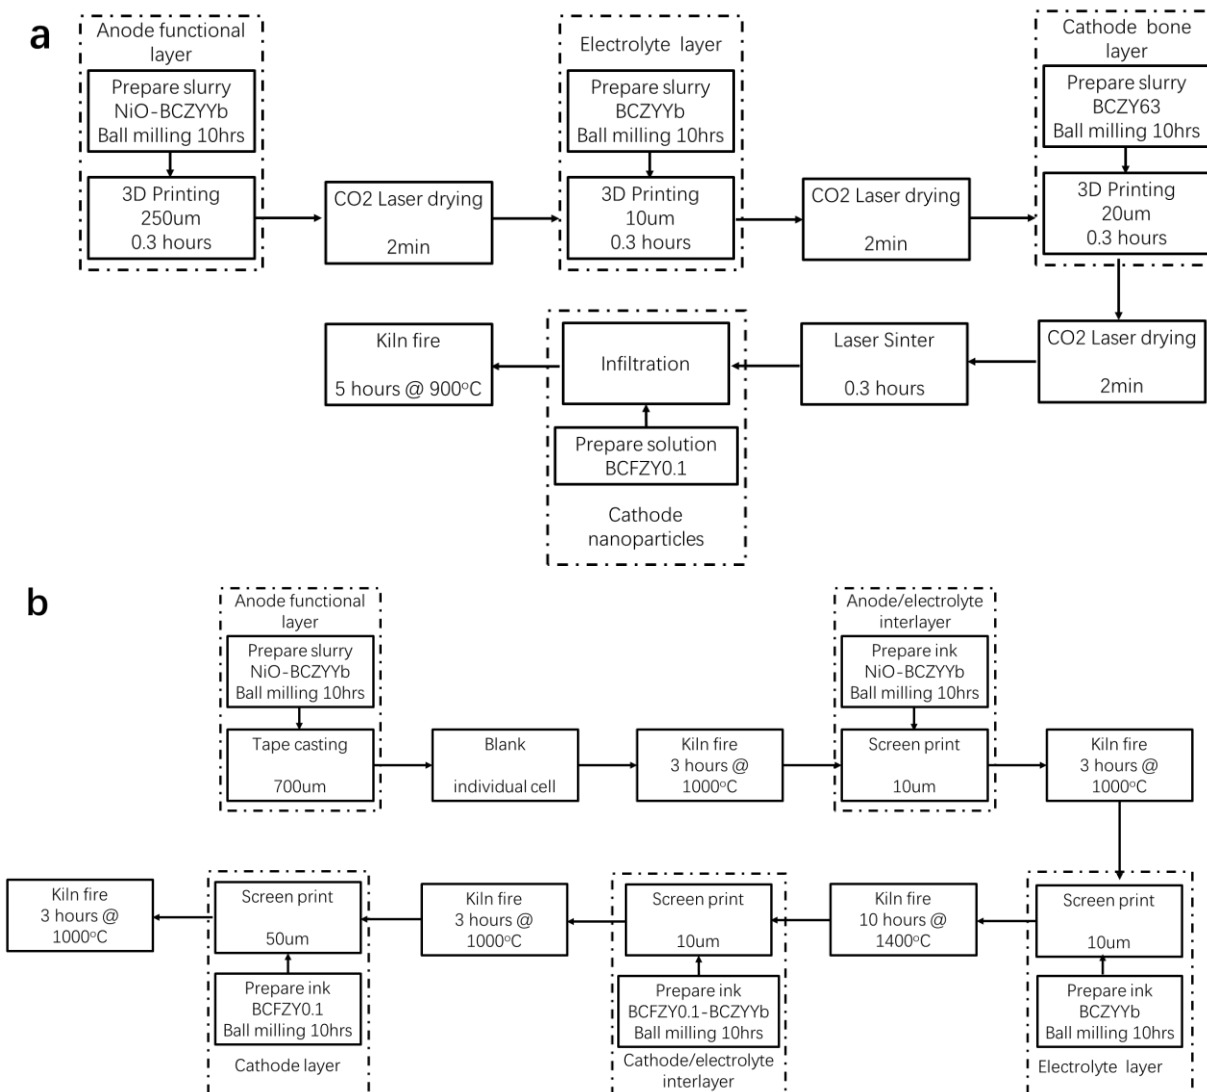 a
Anode functional
layer
Prepare slurry
NiO-BCZYYb
Ball milling 10hrs
3D Printing
250um
0.3 hours
CO2 Laser drying
2min
Electrolyte layer
Prepare slurry
BCZYYb
Ball milling 10hrs
3D Printing
10um
0.3 hours
CO2 Laser drying
2min
Cathode bone
layer
Prepare slurry
BCZY63
Ball milling 10hrs
3D Printing
20um
0.3 hours
CO2 Laser drying
2min
Laser Sinter
0.3 hours
Infiltration
Prepare solution
BCFZY0.1
Cathode
nanoparticles
Kiln fire
5 hours @ 900°C
b
Anode functional
layer
Prepare slurry
NiO-BCZYYb
Ball milling 10hrs
Tape casting
700um
Blank
individual cell
Kiln fire
3 hours @
1000°C
Anode/electrolyte
interlayer
Prepare ink
NiO-BCZYYb
Ball milling 10hrs
Screen print
10um
Kiln fire
3 hours @
1000°C
Screen print
10um
Prepare ink
BCZYYb
Ball milling 10hrs
Electrolyte layer
Kiln fire
10 hours @
1400°C
Screen print
10um
Prepare ink
BCFZY0.1-BCZYYb
Ball milling 10hrs
Cathode/electrolyte
interlayer
Kiln fire
3 hours @
1000°C
Screen print
50um
Prepare ink
BCFZY0.1
Ball milling 10hrs
Cathode layer
Kiln fire
3 hours @
1000°C